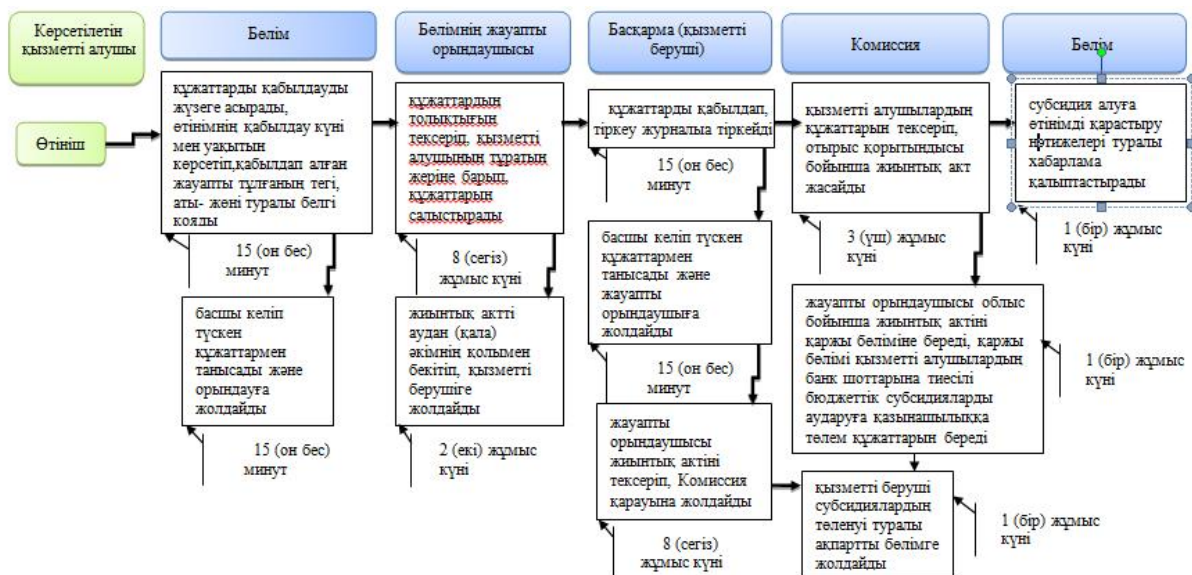 Көрсетілетін
қызметті алушы
Бөлім
Бөлімнің жауапты
орындаушысы
Басқарма (қызметті
беруші)
Комиссия
Бөлім
Өтініш
құжаттарды қабылдауды
жүзеге асырады,
өтінімнің қабылдау күні
мен уақытын
көрсетіп,қабылдап алған
жауапты тұлғаның тегі,
аты- жөні туралы белгі
қояды
15 (он бес)
минут
басшы келіп
түскен
құжаттармен
танысады және
орындауға
жолдайды
15 (он бес)
минут
құжаттардың
толықтығын
тексеріп, қызметті
алушының тұратын
жеріне барып,
құжаттарын
салыстырады
8 (сегіз)
жұмыс күні
жиынтық актті
аудан (қала)
әкімнің қолымен
бекітіп, қызметті
берушіге
жолдайды
2 (екі) жұмыс
күні
құжаттарды қабылдап,
тіркеу журналыа тіркейді
15 (он бес)
минут
басшы келіп түскен
құжаттармен
танысады және
жауапты
орындаушыға
жолдайды
15 (он бес)
минут
жауапты
орындаушысы
жиынтық актіні
тексеріп, Комиссия
қарауына жолдайды
8 (сегіз)
жұмыс күні
қызметті алушылардың
құжаттарын тексеріп,
отырыс қорытындысы
бойынша жиынтық акт
жасайды
3 (үш) жұмыс
күні
жауапты орындаушысы облыс
бойынша жиынтық актіні
қаржы бөліміне береді, қаржы
бөлімі қызметті алушылардың
банк шоттарына тиесілі
бюджеттік субсидияларды
аударуға қазынашылыққа
төлем құжаттарын береді
1 (бір) жұмыс
күні
қызметті беруші
субсидиялардың
төленуі туралы
ақпартты бөлімге
жолдайды
1 (бір) жұмыс
күні
субсидия алуға
өтінімді қарастыру
нәтижелері туралы
хабарлама
қалыптастырады
1 (бір) жұмыс
күні